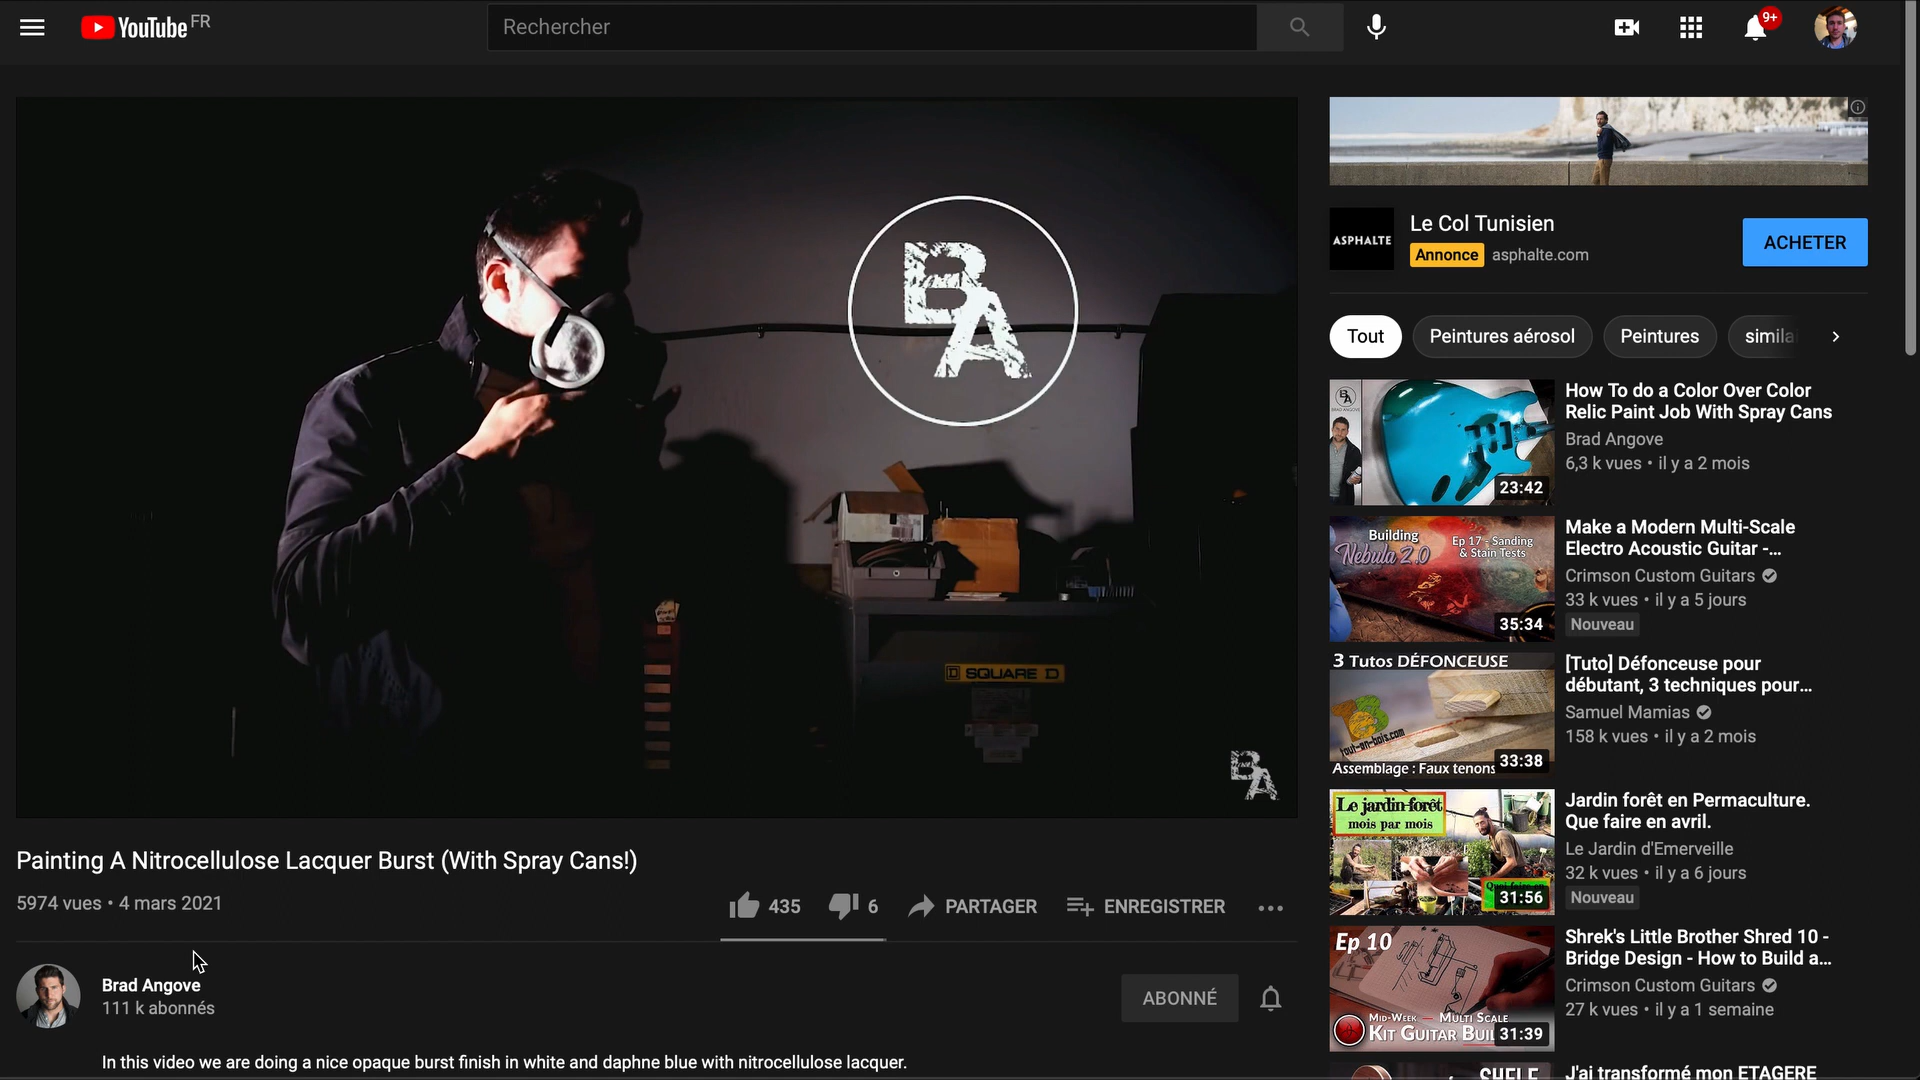 YouTube FR
Rechercher
9+
BA
SQUARE D
BA
Painting A Nitrocellulose Lacquer Burst (With Spray Cans!)
5974 vues • 4 mars 2021
435
6
PARTAGER
ENREGISTRER
Brad Angove
111 k abonnés
ABONNÉ
In this video we are doing a nice opaque burst finish in white and daphne blue with nitrocellulose lacquer.
ASPHALTE
Le Col Tunisien
Annonce asphalte.com
ACHETER
Tout
Peintures aérosol
Peintures
simila
BA
BRAD ANGOVE
23:42
How To do a Color Over Color
Relic Paint Job With Spray Cans
Brad Angove
6,3 k vues • il y a 2 mois
Building
Nebula 2.0
Ep 17 - Sanding
& Stain Tests
35:34
Make a Modern Multi-Scale
Electro Acoustic Guitar -...
Crimson Custom Guitars
33 k vues • il y a 5 jours
Nouveau
3 Tutos DÉFONCEUSE
tout-en-bois.com
Assemblage : Faux tenons
33:38
[Tuto] Défonceuse pour
débutant, 3 techniques pour...
Samuel Mamias
158 k vues • il y a 2 mois
Le jardin-forêt
mois par mois
31:56
Jardin forêt en Permaculture.
Que faire en avril.
Le Jardin d'Emerveille
32 k vues • il y a 6 jours
Nouveau
Ep 10
MID-WEEK — MULTI SCALE
KIT GUITAR BUIL
31:39
Shrek's Little Brother Shred 10 -
Bridge Design - How to Build a...
Crimson Custom Guitars
27 k vues • il y a 1 semaine
SHELF
J'ai transformé mon ETAGERE